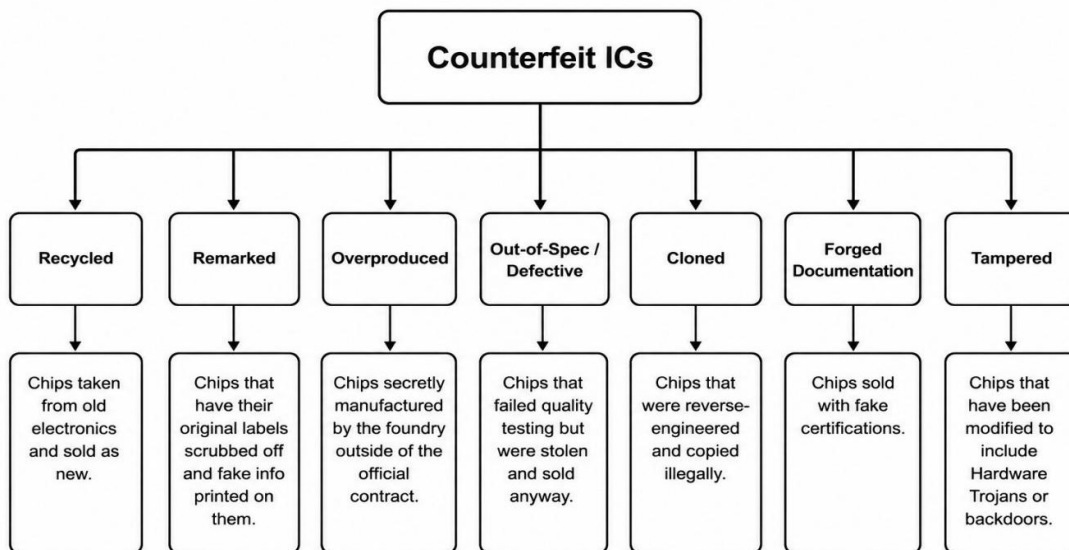 Counterfeit ICs
Recycled
Remarked
Overproduced
Out-of-Spec /
Defective
Cloned
Forged
Documentation
Tampered
Chips taken
from old
electronics
and sold as
new.
Chips that
have their
original labels
scrubbed off
and fake info
printed on
them.
Chips secretly
manufactured
by the foundry
outside of the
official
contract.
Chips that
failed quality
testing but
were stolen
and sold
anyway.
Chips that
were reverse-
engineered
and copied
illegally.
Chips sold
with fake
certifications.
Chips that
have been
modified to
include
Hardware
Trojans or
backdoors.